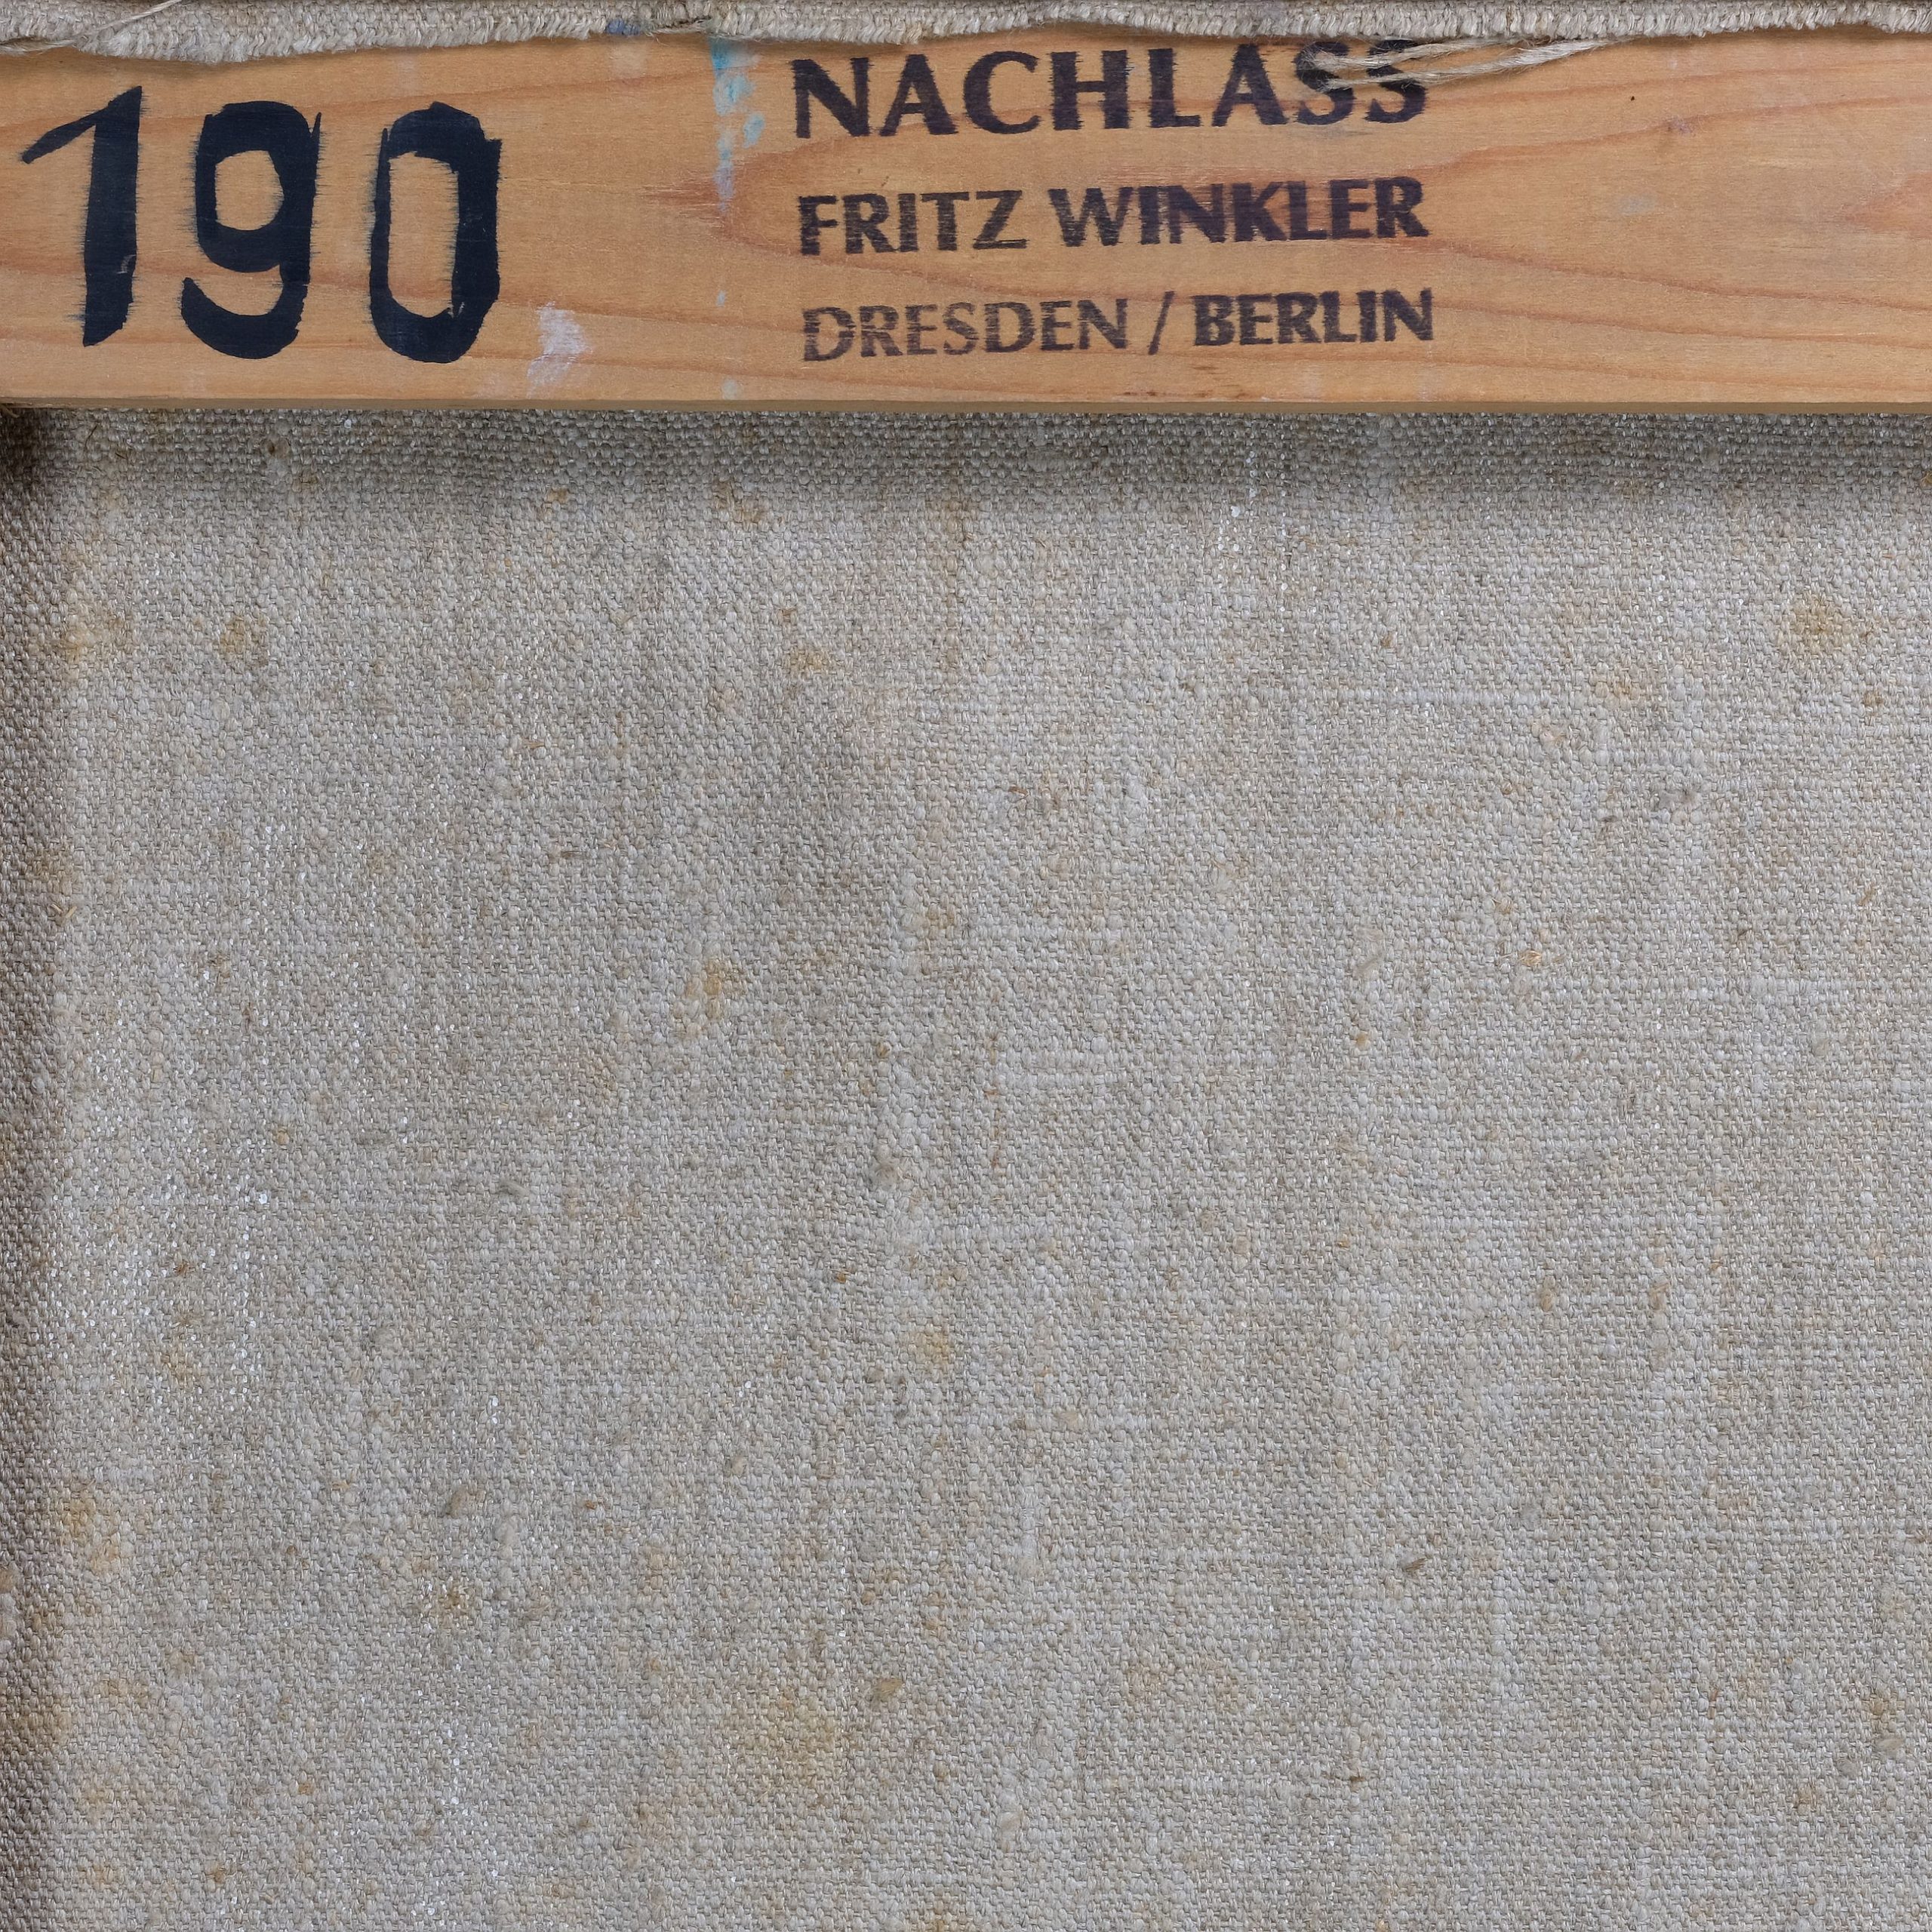 190
NACHLASS
FRITZ WINKLER
DRESDEN / BERLIN